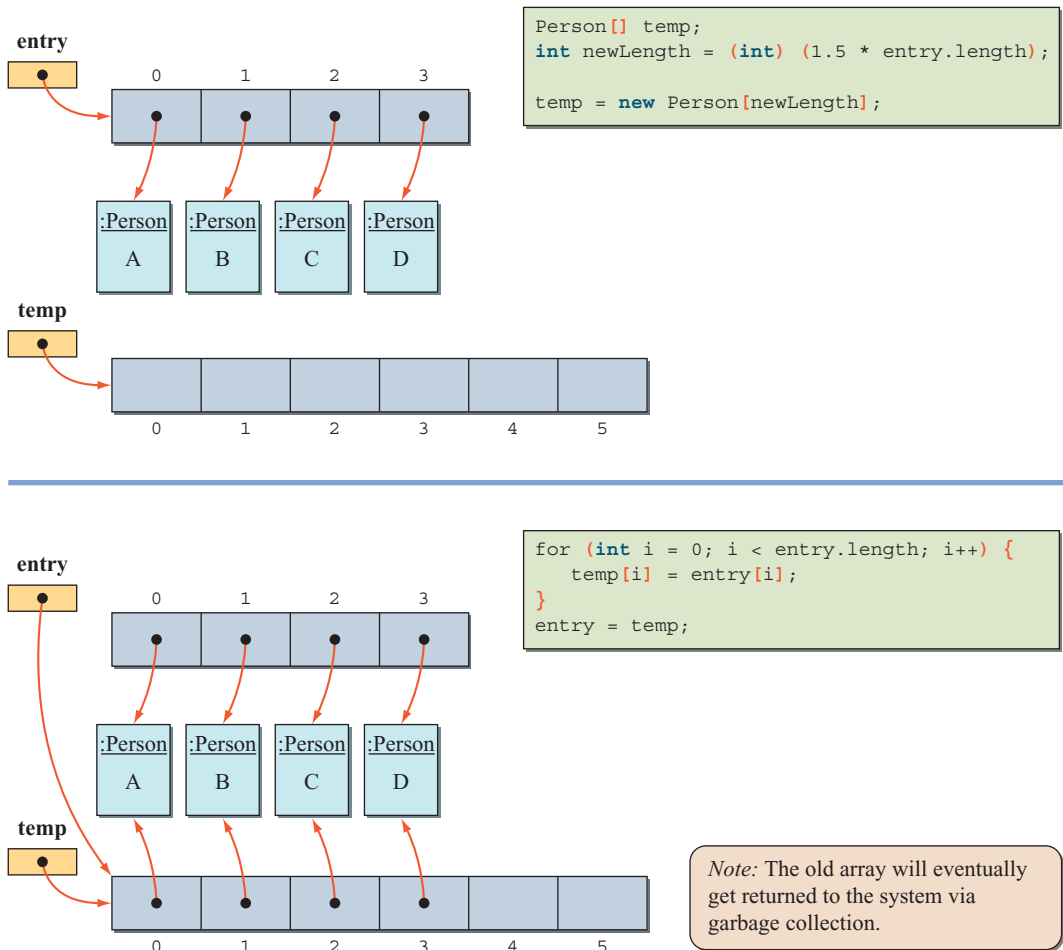 entry
0 1 2 3
Person[] temp;
int newLength = (int) (1.5 * entry.length);
temp = new Person[newLength];
:Person :Person :Person :Person
A B C D
temp
0 1 2 3 4 5
entry
0 1 2 3
for (int i = 0; i < entry.length; i++) {
temp[i] = entry[i];
}
entry = temp;
:Person :Person :Person :Person
A B C D
temp
0 1 2 3 4 5
Note: The old array will eventually
get returned to the system via
garbage collection.